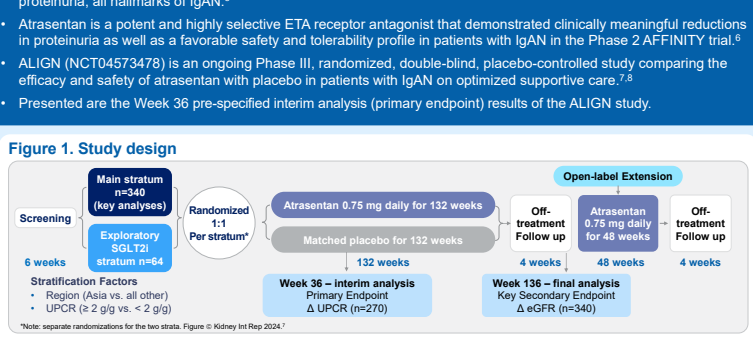 proteinuria, all hallmarks of IgAN.
• Atrasentan is a potent and highly selective ETA receptor antagonist that demonstrated clinically meaningful reductions
in proteinuria as well as a favorable safety and tolerability profile in patients with IgAN in the Phase 2 AFFINITY trial.6
• ALIGN (NCT04573478) is an ongoing Phase III, randomized, double-blind, placebo-controlled study comparing the
efficacy and safety of atrasentan with placebo in patients with IgAN on optimized supportive care.7,8
• Presented are the Week 36 pre-specified interim analysis (primary endpoint) results of the ALIGN study.
Figure 1. Study design
Screening
6 weeks
Main stratum
n=340
(key analyses)
Exploratory
SGLT2i
stratum n=64
Randomized
1:1
Per stratum*
Atrasentan 0.75 mg daily for 132 weeks
Matched placebo for 132 weeks
132 weeks
Off-
treatment
Follow up
4 weeks
Open-label Extension
Atrasentan
0.75 mg daily
for 48 weeks
48 weeks
Off-
treatment
Follow up
4 weeks
Stratification Factors
• Region (Asia vs. all other)
• UPCR (≥ 2 g/g vs. < 2 g/g)
Week 36 – interim analysis
Primary Endpoint
Δ UPCR (n=270)
Week 136 – final analysis
Key Secondary Endpoint
Δ eGFR (n=340)
*Note: separate randomizations for the two strata. Figure © Kidney Int Rep 2024.7